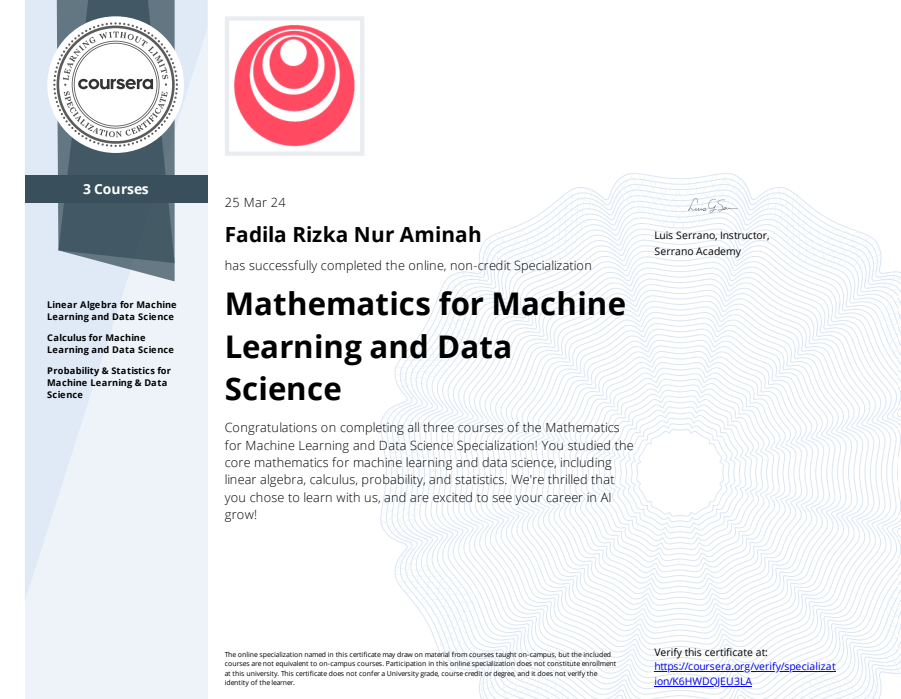 LEARNING WITHOUT LIMITS
coursera
SPECIALIZATION CERTIFICATE
3 Courses
Linear Algebra for Machine
Learning and Data Science
Calculus for Machine
Learning and Data Science
Probability & Statistics for
Machine Learning & Data
Science
25 Mar 24
Fadila Rizka Nur Aminah
has successfully completed the online, non-credit Specialization
Mathematics for Machine
Learning and Data
Science
Congratulations on completing all three courses of the Mathematics
for Machine Learning and Data Science Specialization! You studied the
core mathematics for machine learning and data science, including
linear algebra, calculus, probability, and statistics. We're thrilled that
you chose to learn with us, and are excited to see your career in AI
grow!
Luis Serrano, Instructor,
Serrano Academy
The online specialization named in this certificate may draw on material from courses taught on-campus, but the included
courses are not equivalent to on-campus courses. Participation in this online specialization does not constitute enrollment
at this university. This certificate does not confer a University grade, course credit or degree, and it does not verify the
identity of the learner.
Verify this certificate at:
https://coursera.org/verify/specializat
ion/K6HWDQJEU3LA